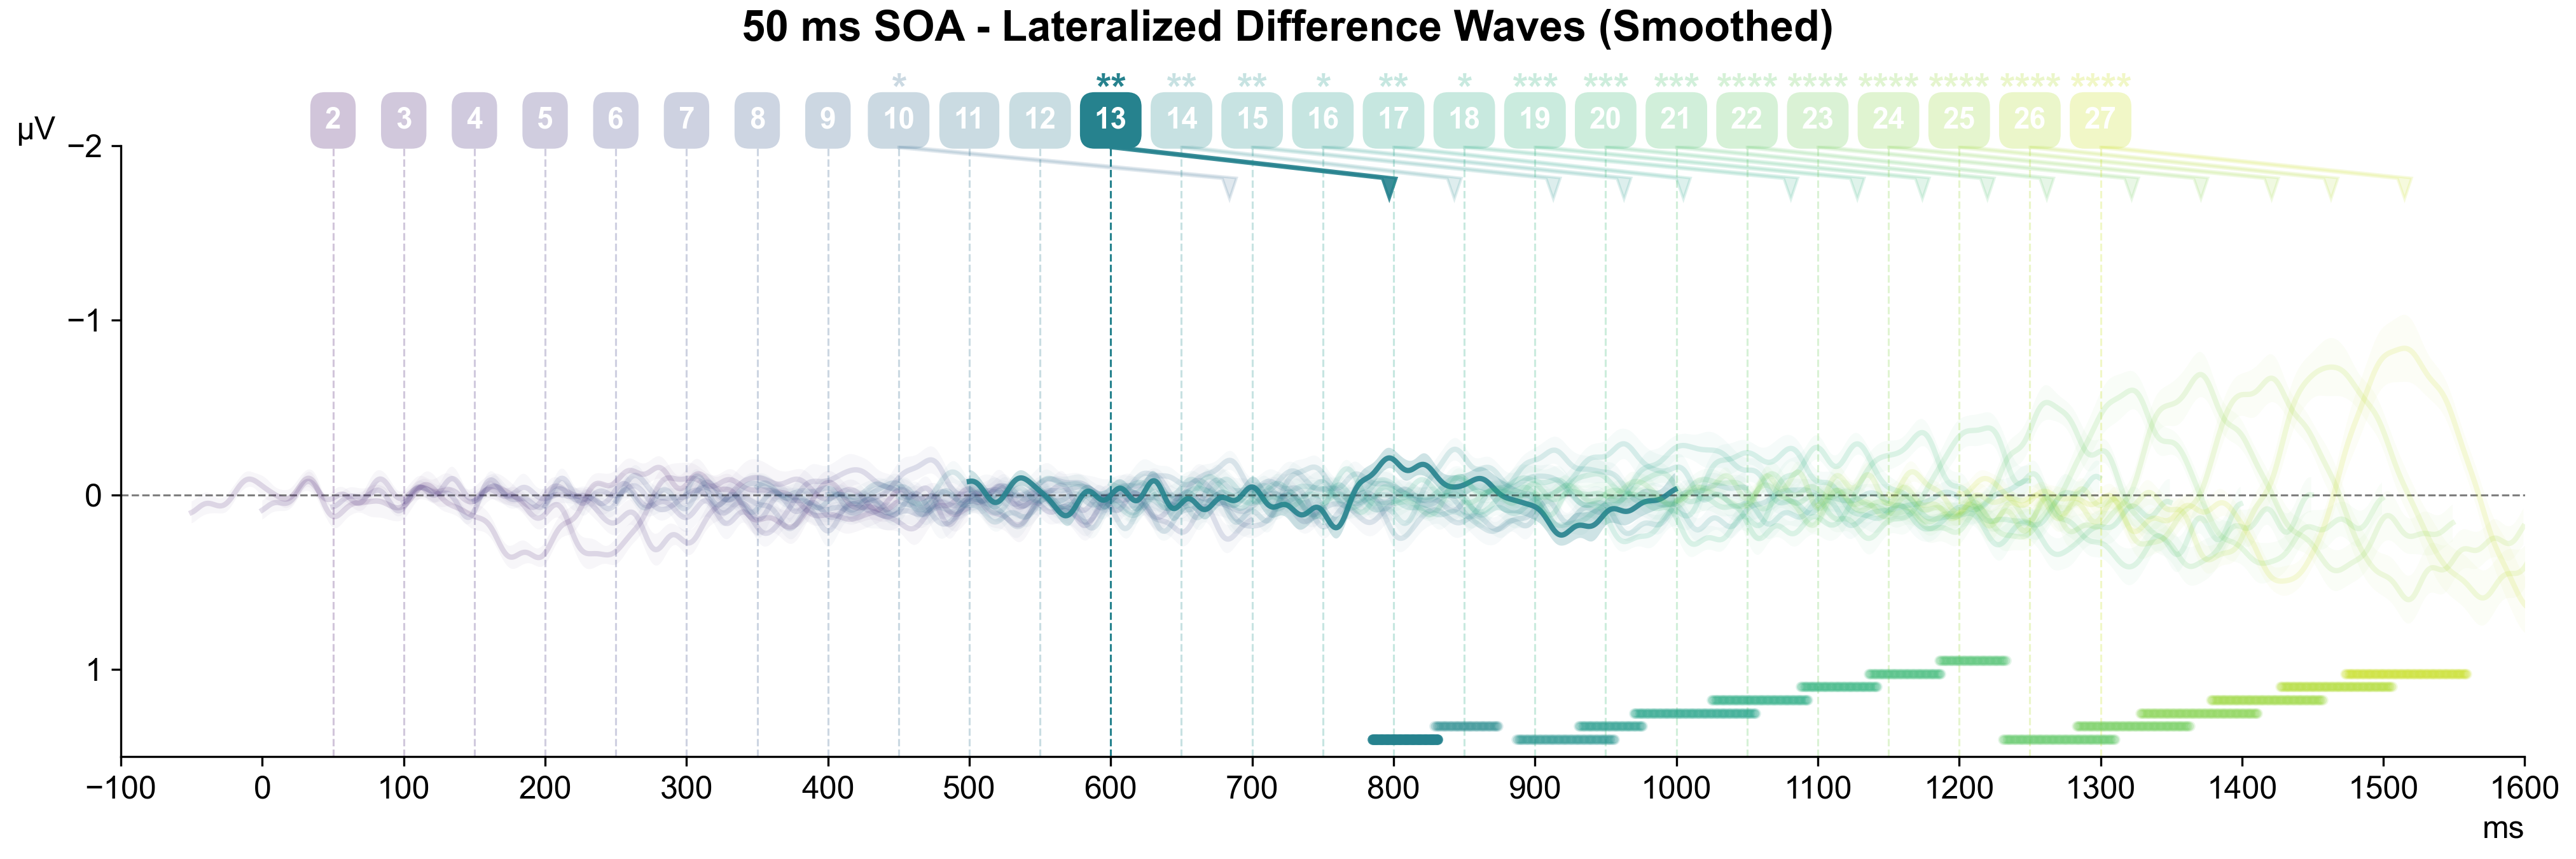 50 ms SOA - Lateralized Difference Waves (Smoothed)
* ** ** ** * ** * *** *** *** **** **** **** **** **** ****
2 3 4 5 6 7 8 9 10 11 12 13 14 15 16 17 18 19 20 21 22 23 24 25 26 27
µV
−2
−1
0
1
−100 0 100 200 300 400 500 600 700 800 900 1000 1100 1200 1300 1400 1500 1600
ms